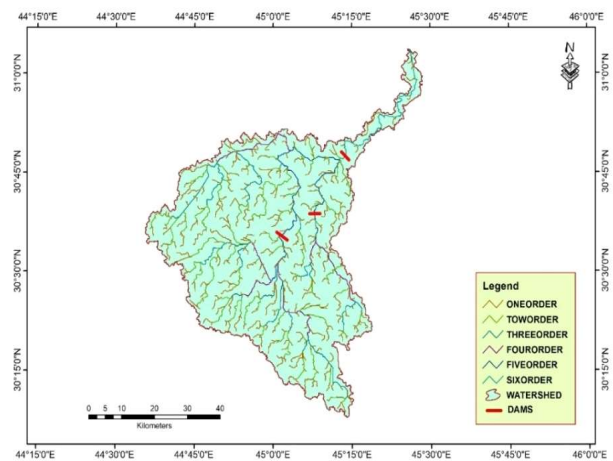 44°15'0"E 44°30'0"E 44°45'0"E 45°0'0"E 45°15'0"E 45°30'0"E 45°45'0"E 46°0'0"E
N
31°0'0"N 31°0'0"N
30°45'0"N 30°45'0"N
30°30'0"N 30°30'0"N
30°15'0"N 30°15'0"N
Legend
ONEORDER
TOWORDER
THREEORDER
FOURORDER
FIVEORDER
SIXORDER
WATERSHED
DAMS
0 5 10 20 30 40
Kilometers
44°15'0"E 44°30'0"E 44°45'0"E 45°0'0"E 45°15'0"E 45°30'0"E 45°45'0"E 46°0'0"E